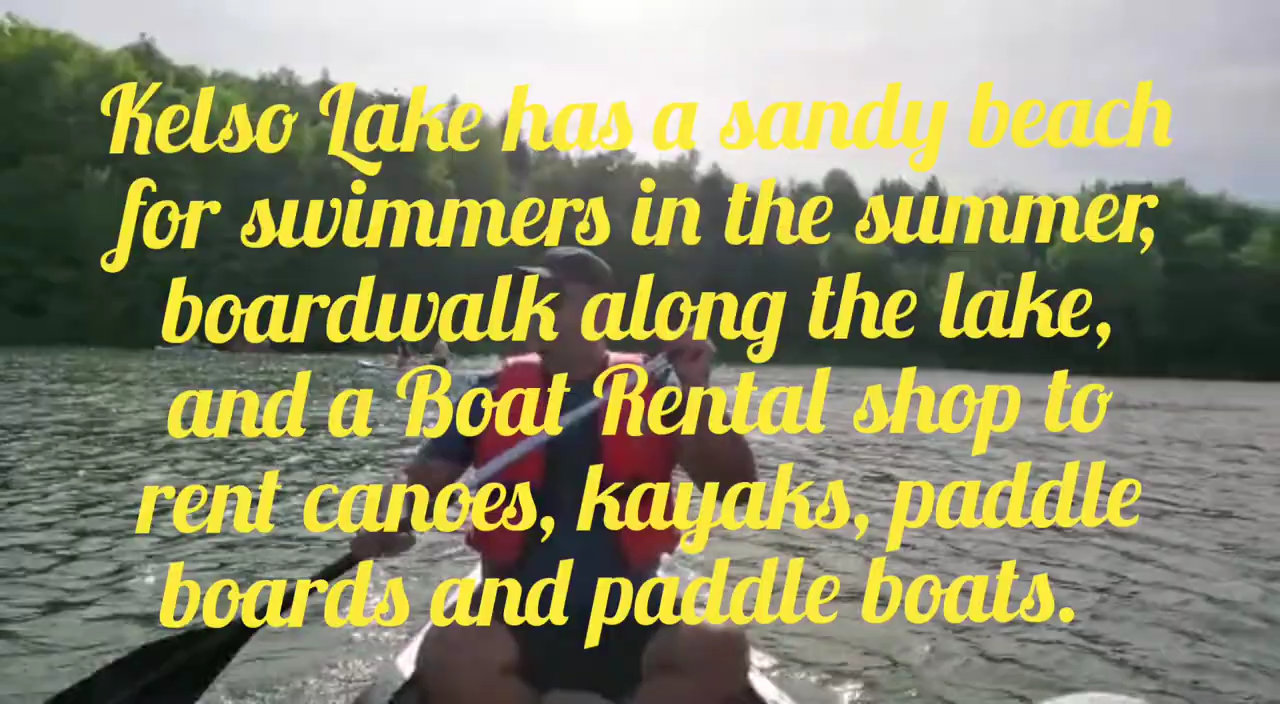 Kelso Lake has a sandy beach
for swimmers in the summer,
boardwalk along the lake,
and a Boat Rental shop to
rent canoes, kayaks, paddle
boards and paddle boats.